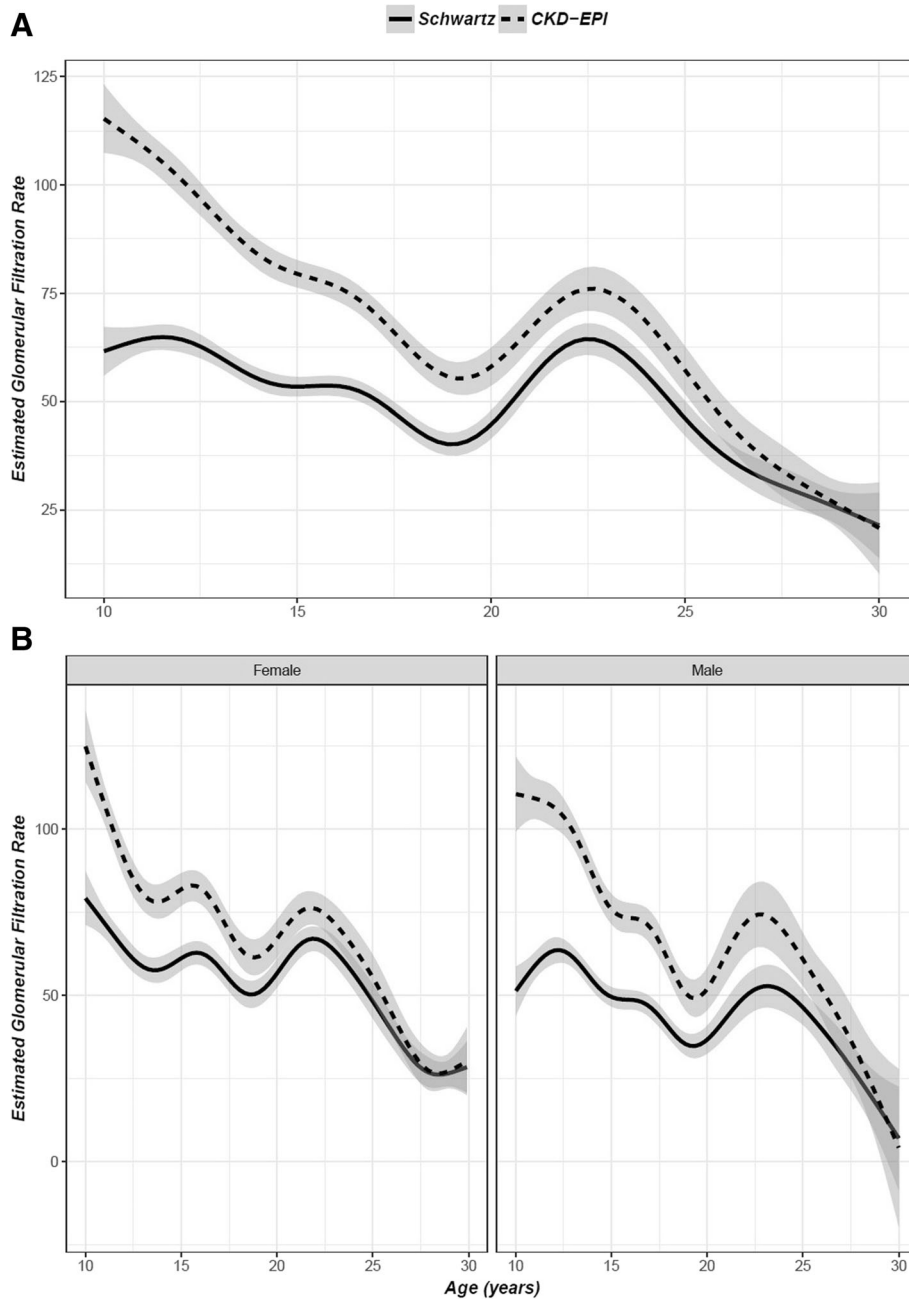 A
Schwartz CKD-EPI
125
100
75
50
25
Estimated Glomerular Filtration Rate
10 15 20 25 30
B
Female Male
100
50
0
Estimated Glomerular Filtration Rate
10 15 20 25 30 10 15 20 25 30
Age (years)